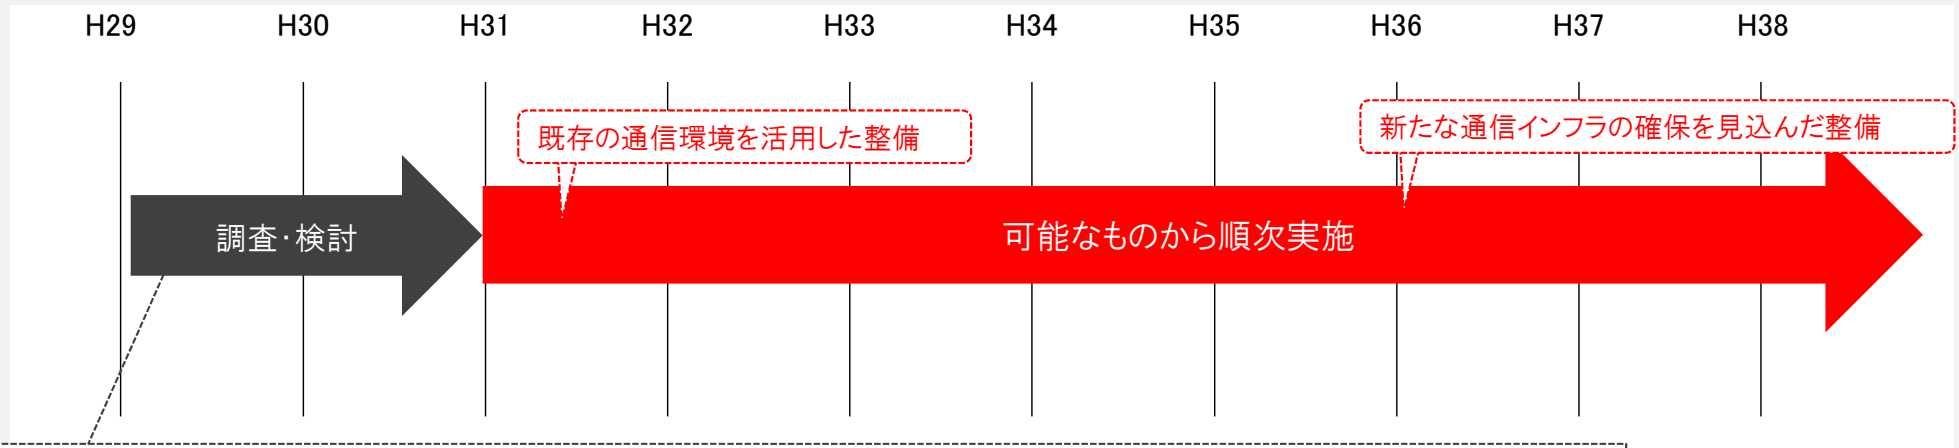 H29 H30 H31 H32 H33 H34 H35 H36 H37 H38
既存の通信環境を活用した整備
新たな通信インフラの確保を見込んだ整備
調査・検討
可能なものから順次実施